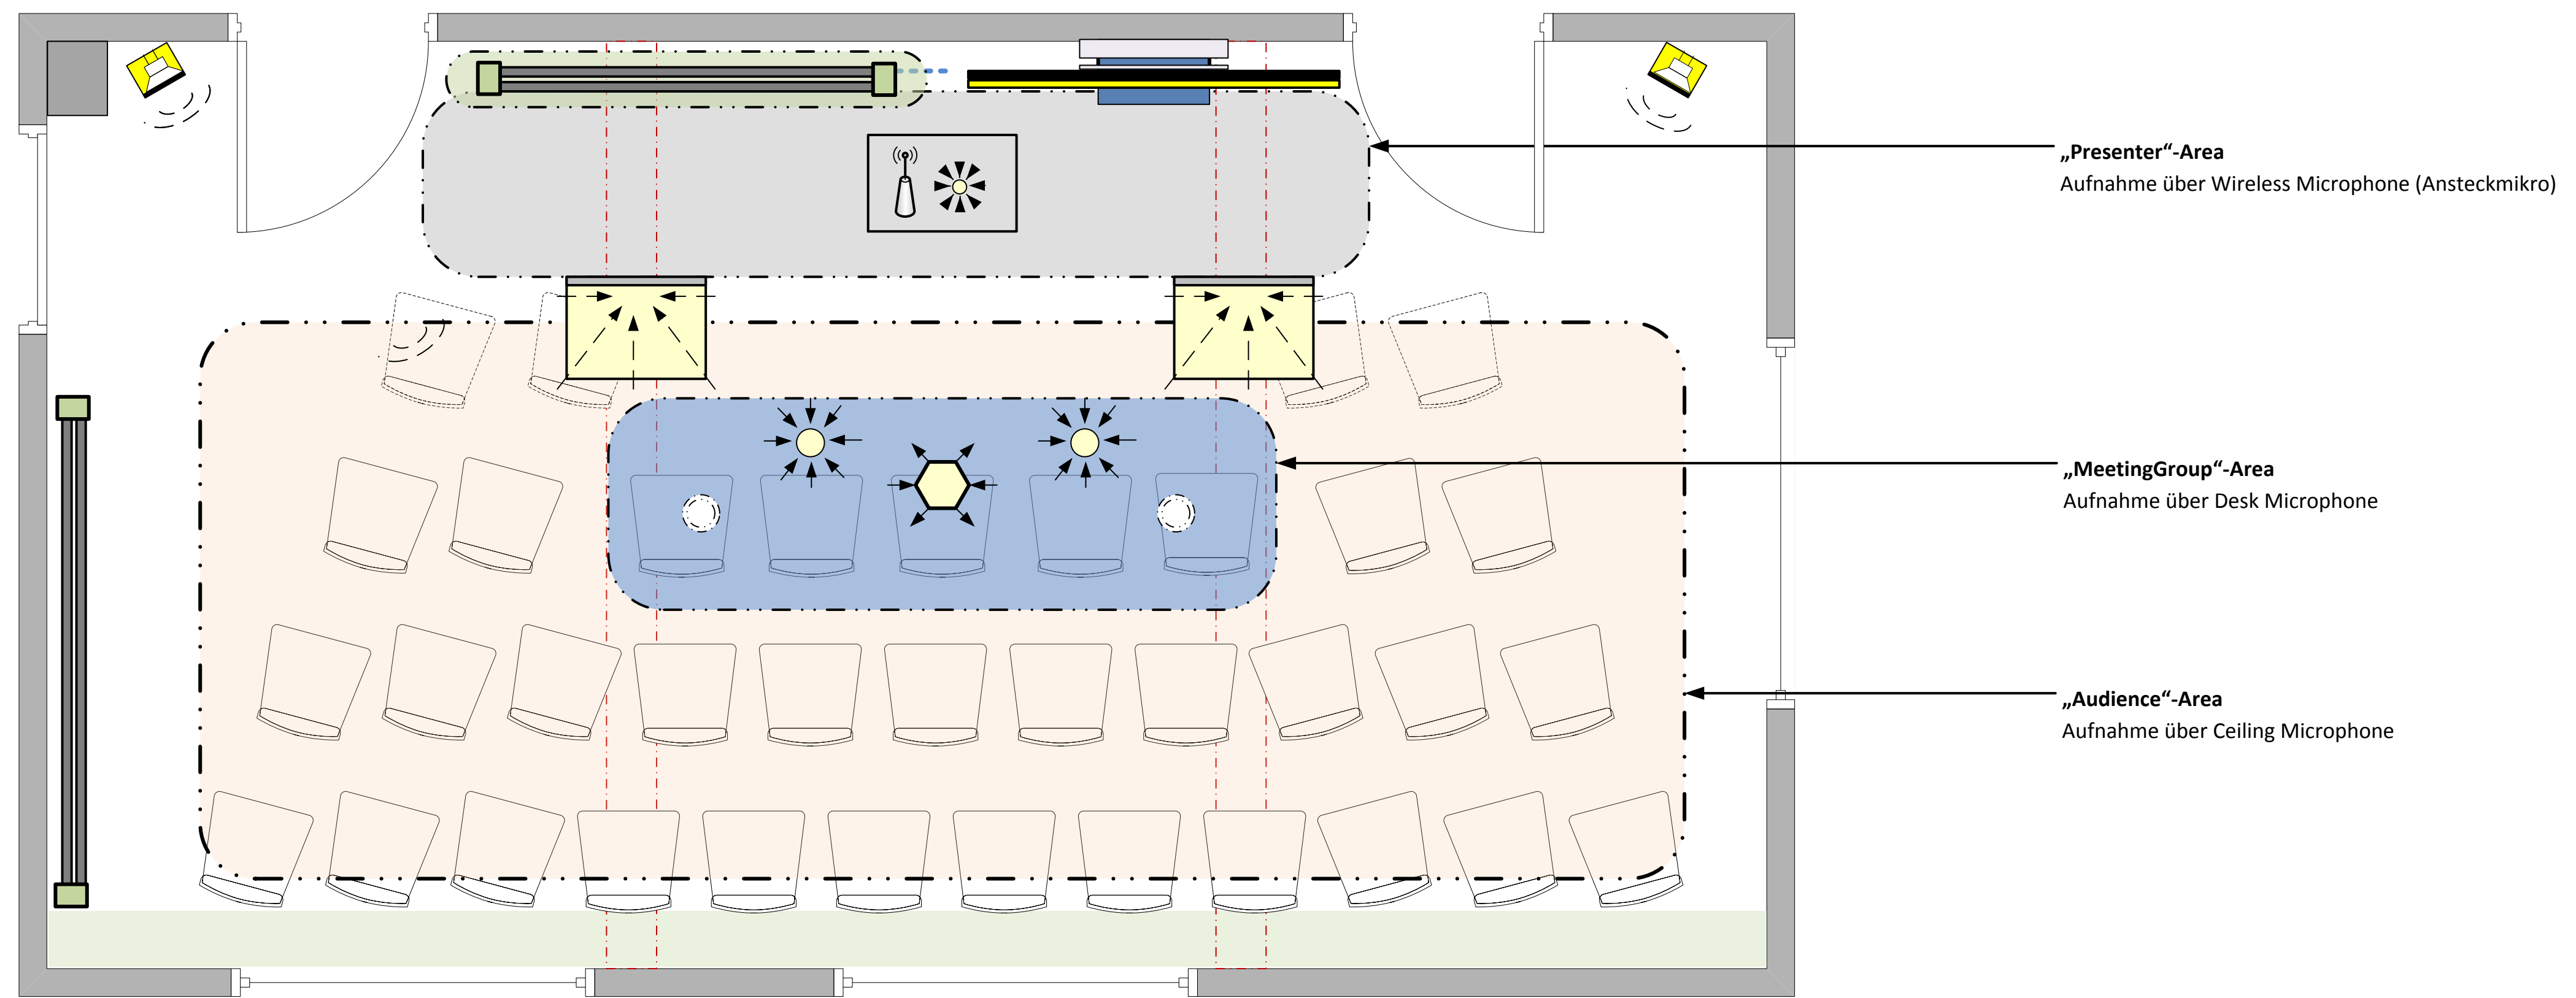 „Presenter“-Area
Aufnahme über Wireless Microphone (Ansteckmikro)
„MeetingGroup“-Area
Aufnahme über Desk Microphone
„Audience“-Area
Aufnahme über Ceiling Microphone